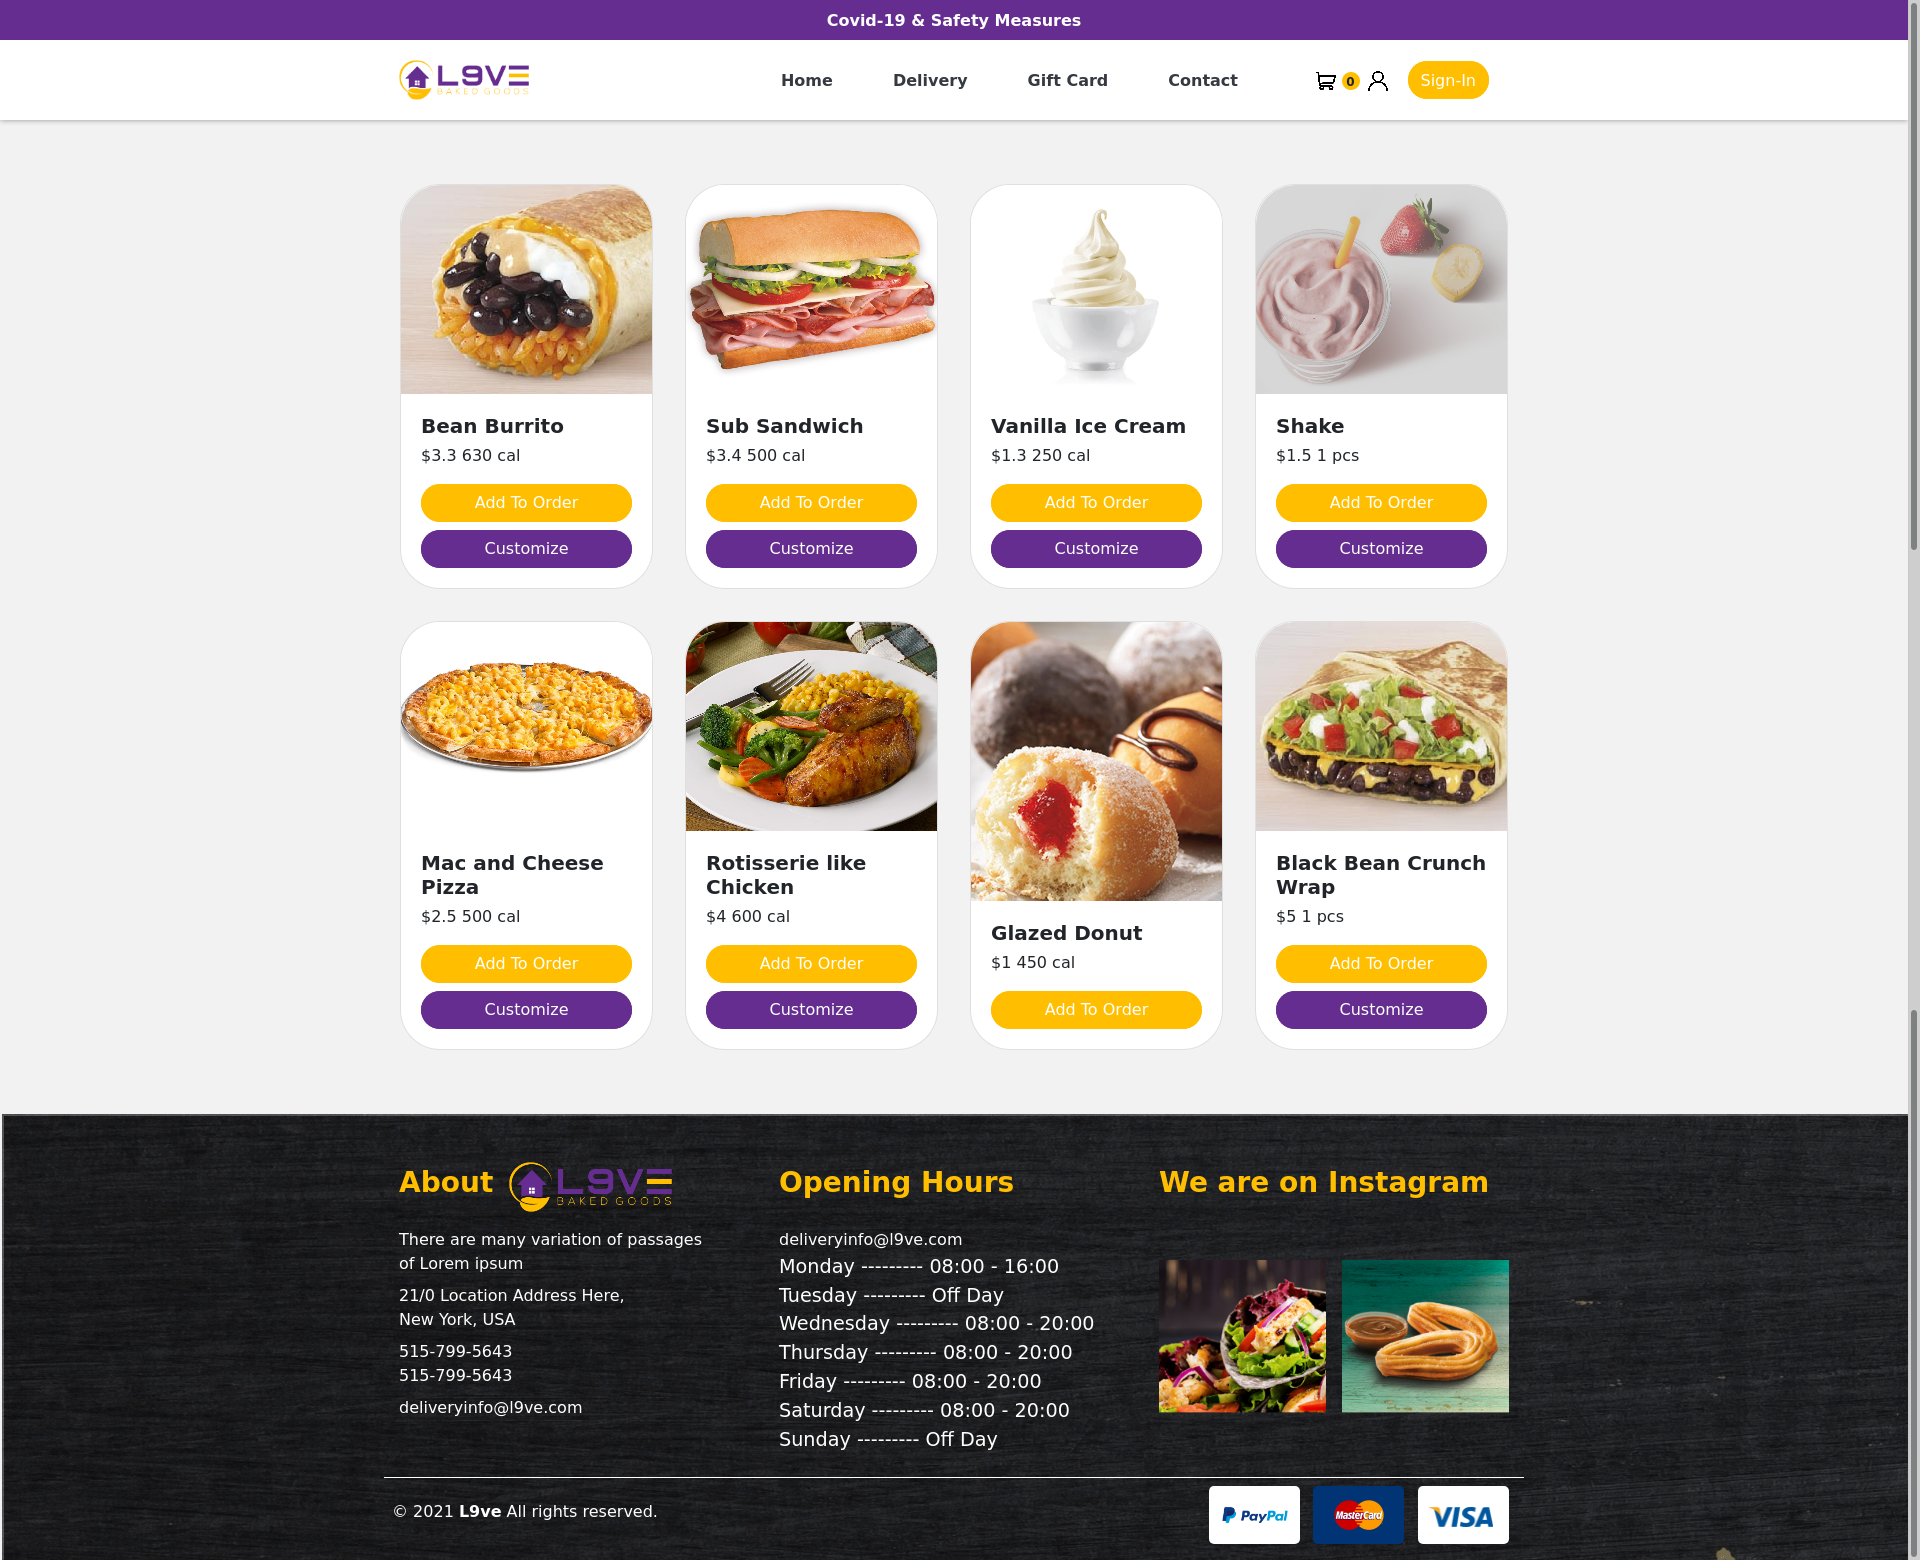 Covid-19 & Safety Measures
L9VE
BAKED GOODS
Home
Delivery
Gift Card
Contact
0
Sign-In
Bean Burrito
$3.3 630 cal
Add To Order
Customize
Sub Sandwich
$3.4 500 cal
Add To Order
Customize
Vanilla Ice Cream
$1.3 250 cal
Add To Order
Customize
Shake
$1.5 1 pcs
Add To Order
Customize
Mac and Cheese
Pizza
$2.5 500 cal
Add To Order
Customize
Rotisserie like
Chicken
$4 600 cal
Add To Order
Customize
Glazed Donut
$1 450 cal
Add To Order
Black Bean Crunch
Wrap
$5 1 pcs
Add To Order
Customize
About
L9VE
BAKED GOODS
There are many variation of passages
of Lorem ipsum
21/0 Location Address Here,
New York, USA
515-799-5643
515-799-5643
deliveryinfo@l9ve.com
Opening Hours
deliveryinfo@l9ve.com
Monday --------- 08:00 - 16:00
Tuesday --------- Off Day
Wednesday --------- 08:00 - 20:00
Thursday --------- 08:00 - 20:00
Friday --------- 08:00 - 20:00
Saturday --------- 08:00 - 20:00
Sunday --------- Off Day
We are on Instagram
© 2021 L9ve All rights reserved.
PayPal
MasterCard
VISA